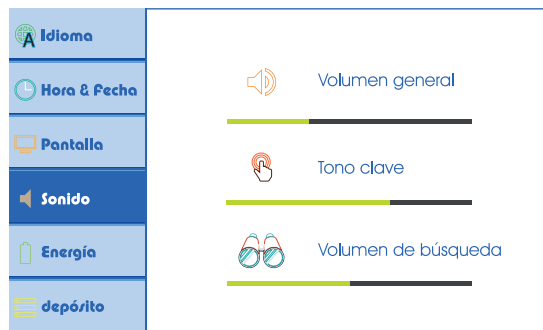 Idioma
Hora & Fecha
Pantalla
Sonido
Energía
depósito
Volumen general
Tono clave
Volumen de búsqueda